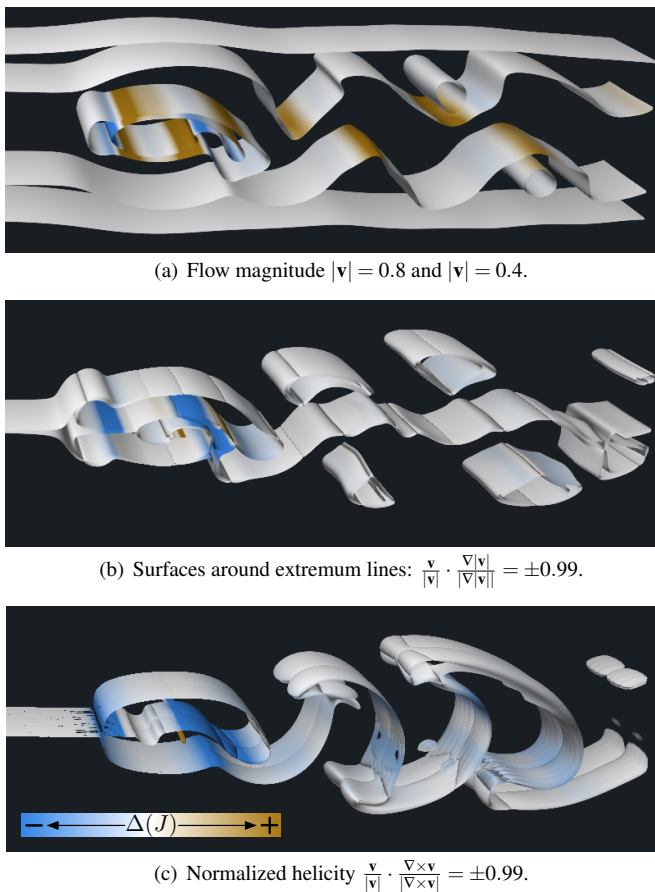 (a) Flow magnitude |v| = 0.8 and |v| = 0.4.
(b) Surfaces around extremum lines: v/|v| · ∇|v|/|∇|v|| = ±0.99.
− Δ(J) +
(c) Normalized helicity v/|v| · ∇×v/|∇×v| = ±0.99.